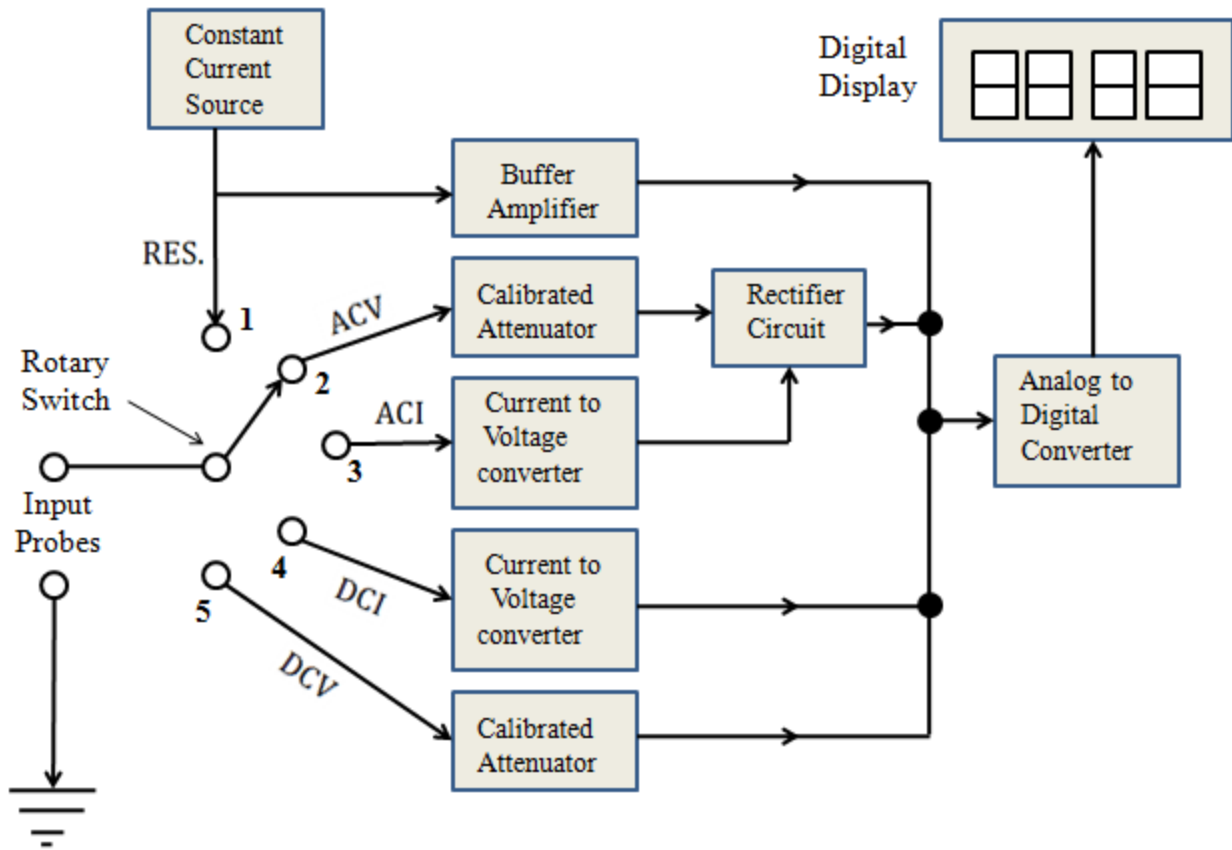 Constant
Current
Source
Digital
Display
Buffer
Amplifier
RES.
1
ACV
Calibrated
Attenuator
Rectifier
Circuit
Rotary
Switch
2
ACI
3
Current to
Voltage
converter
Analog to
Digital
Converter
Input
Probes
4
DCI
Current to
Voltage
converter
5
DCV
Calibrated
Attenuator